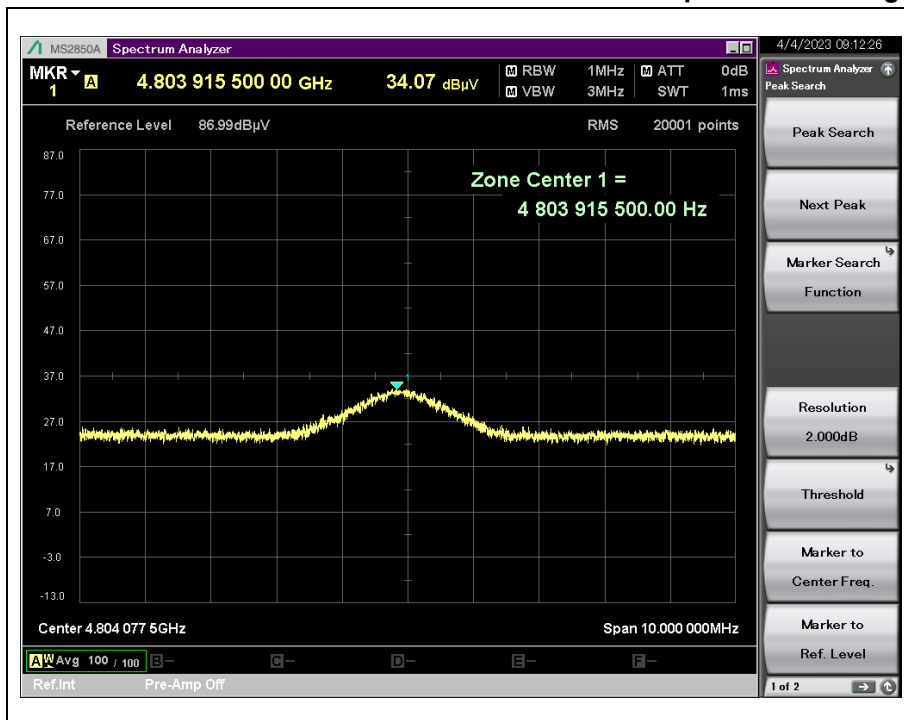 MS2850A Spectrum Analyzer
4/4/2023 09:12:26
MKR 1 A 4.803 915 500 00 GHz 34.07 dBµV
M RBW 1MHz M ATT 0dB
M VBW 3MHz SWT 1ms
Spectrum Analyzer
Peak Search
Reference Level 86.99dBµV RMS 20001 points
Peak Search
87.0
Zone Center 1 =
4 803 915 500.00 Hz
77.0
Next Peak
67.0
Marker Search
Function
57.0
47.0
37.0
1
Resolution
2.000dB
27.0
17.0
Threshold
7.0
-3.0
Marker to
Center Freq.
-13.0
Center 4.804 077 5GHz Span 10.000 000MHz
Marker to
Ref. Level
A W Avg 100 / 100 B- C- D- E- F-
Ref.Int Pre-Amp Off
1 of 2